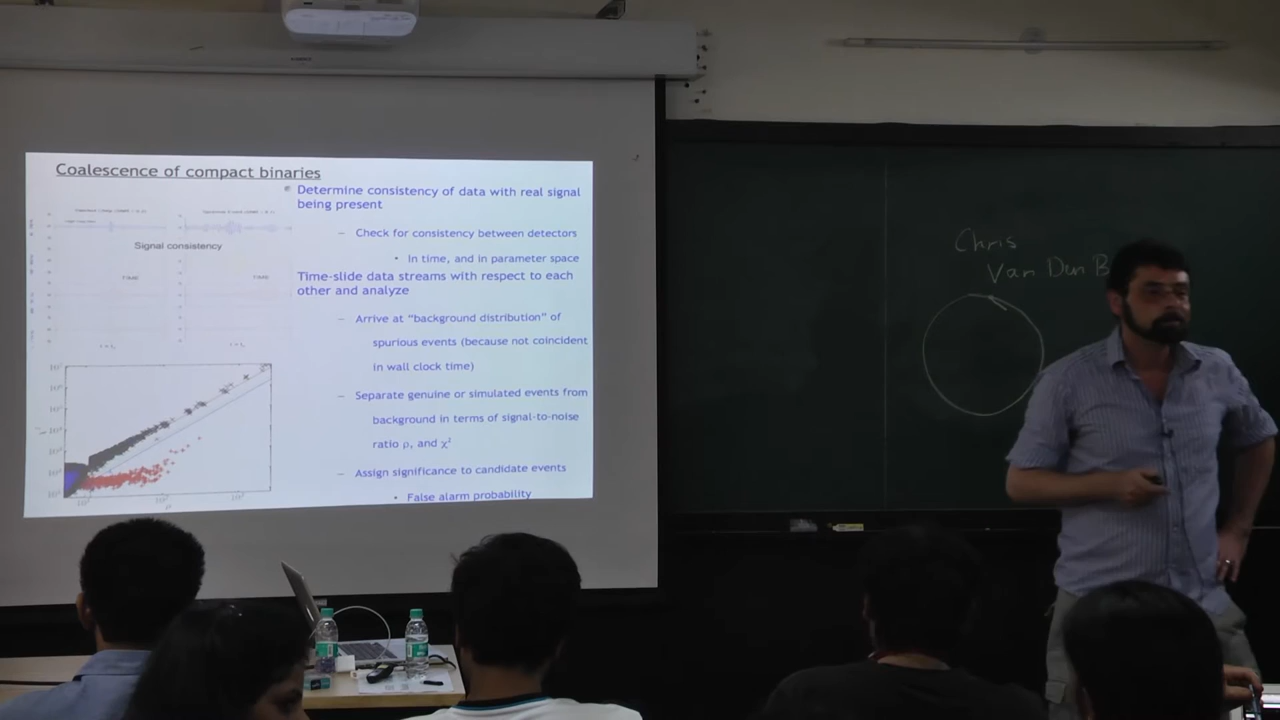 Coalescence of compact binaries
Determine consistency of data with real signal
being present
– Check for consistency between detectors
• In time, and in parameter space
Time-slide data streams with respect to each
other and analyze
– Arrive at “background distribution” of
spurious events (because not coincident
in wall clock time)
– Separate genuine or simulated events from
background in terms of signal-to-noise
ratio ρ, and χ²
– Assign significance to candidate events
• False alarm probability
Signal consistency
TIME
TIME
ρ
Chris
Van Den B